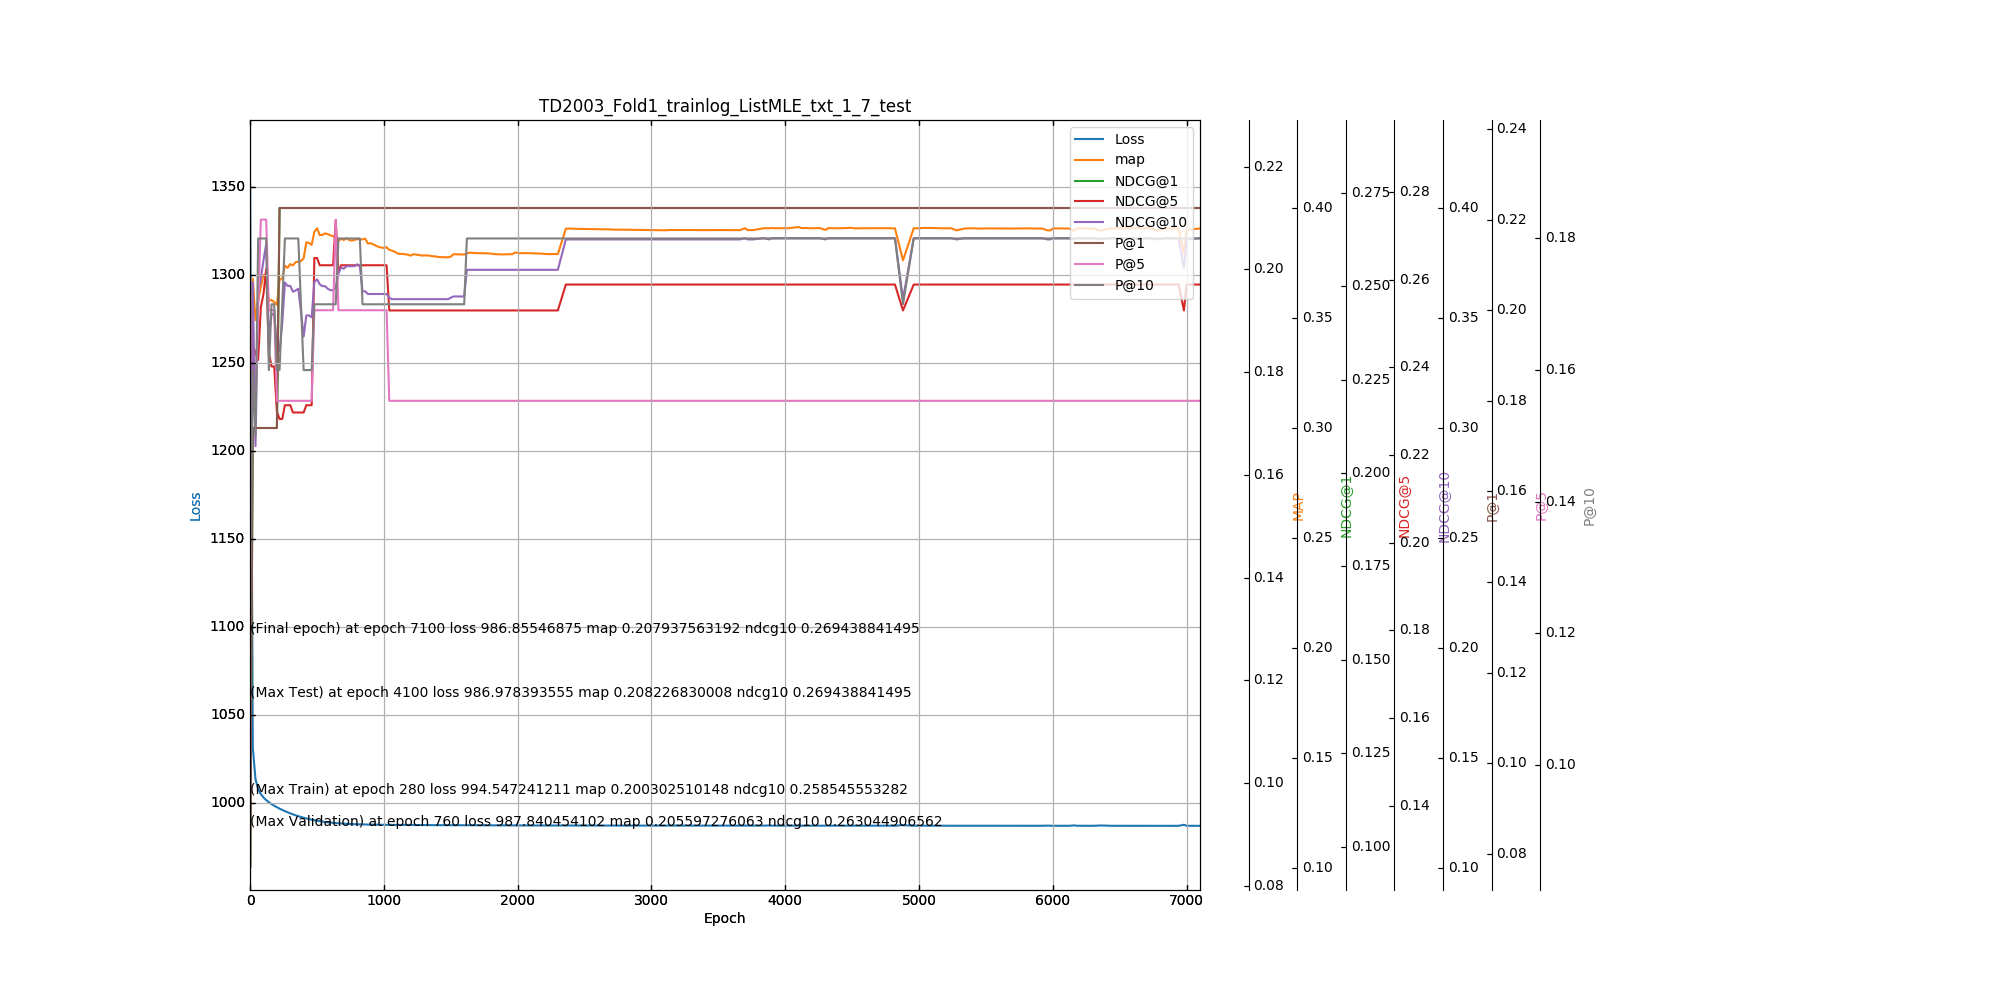 TD2003_Fold1_trainlog_ListMLE_txt_1_7_test
Loss
map
NDCG@1
NDCG@5
NDCG@10
P@1
P@5
P@10
1350
1300
1250
1200
1150
1100
1050
1000
Loss
(Final epoch) at epoch 7100 loss 986.85546875 map 0.207937563192 ndcg10 0.269438841495
(Max Test) at epoch 4100 loss 986.978393555 map 0.208226830008 ndcg10 0.269438841495
(Max Train) at epoch 280 loss 994.547241211 map 0.200302510148 ndcg10 0.258545553282
(Max Validation) at epoch 760 loss 987.840454102 map 0.205597276063 ndcg10 0.263044906562
0 1000 2000 3000 4000 5000 6000 7000
Epoch
0.22
0.20
0.18
0.16
0.14
0.12
0.10
0.08
MAP
0.40
0.35
0.30
0.25
0.20
0.15
0.10
NDCG@1
0.275
0.250
0.225
0.200
0.175
0.150
0.125
0.100
NDCG@5
0.28
0.26
0.24
0.22
0.20
0.18
0.16
0.14
NDCG@10
0.40
0.35
0.30
0.25
0.20
0.15
0.10
P@1
0.24
0.22
0.20
0.18
0.16
0.14
0.12
0.10
0.08
P@5
0.18
0.16
0.14
0.12
0.10
P@10